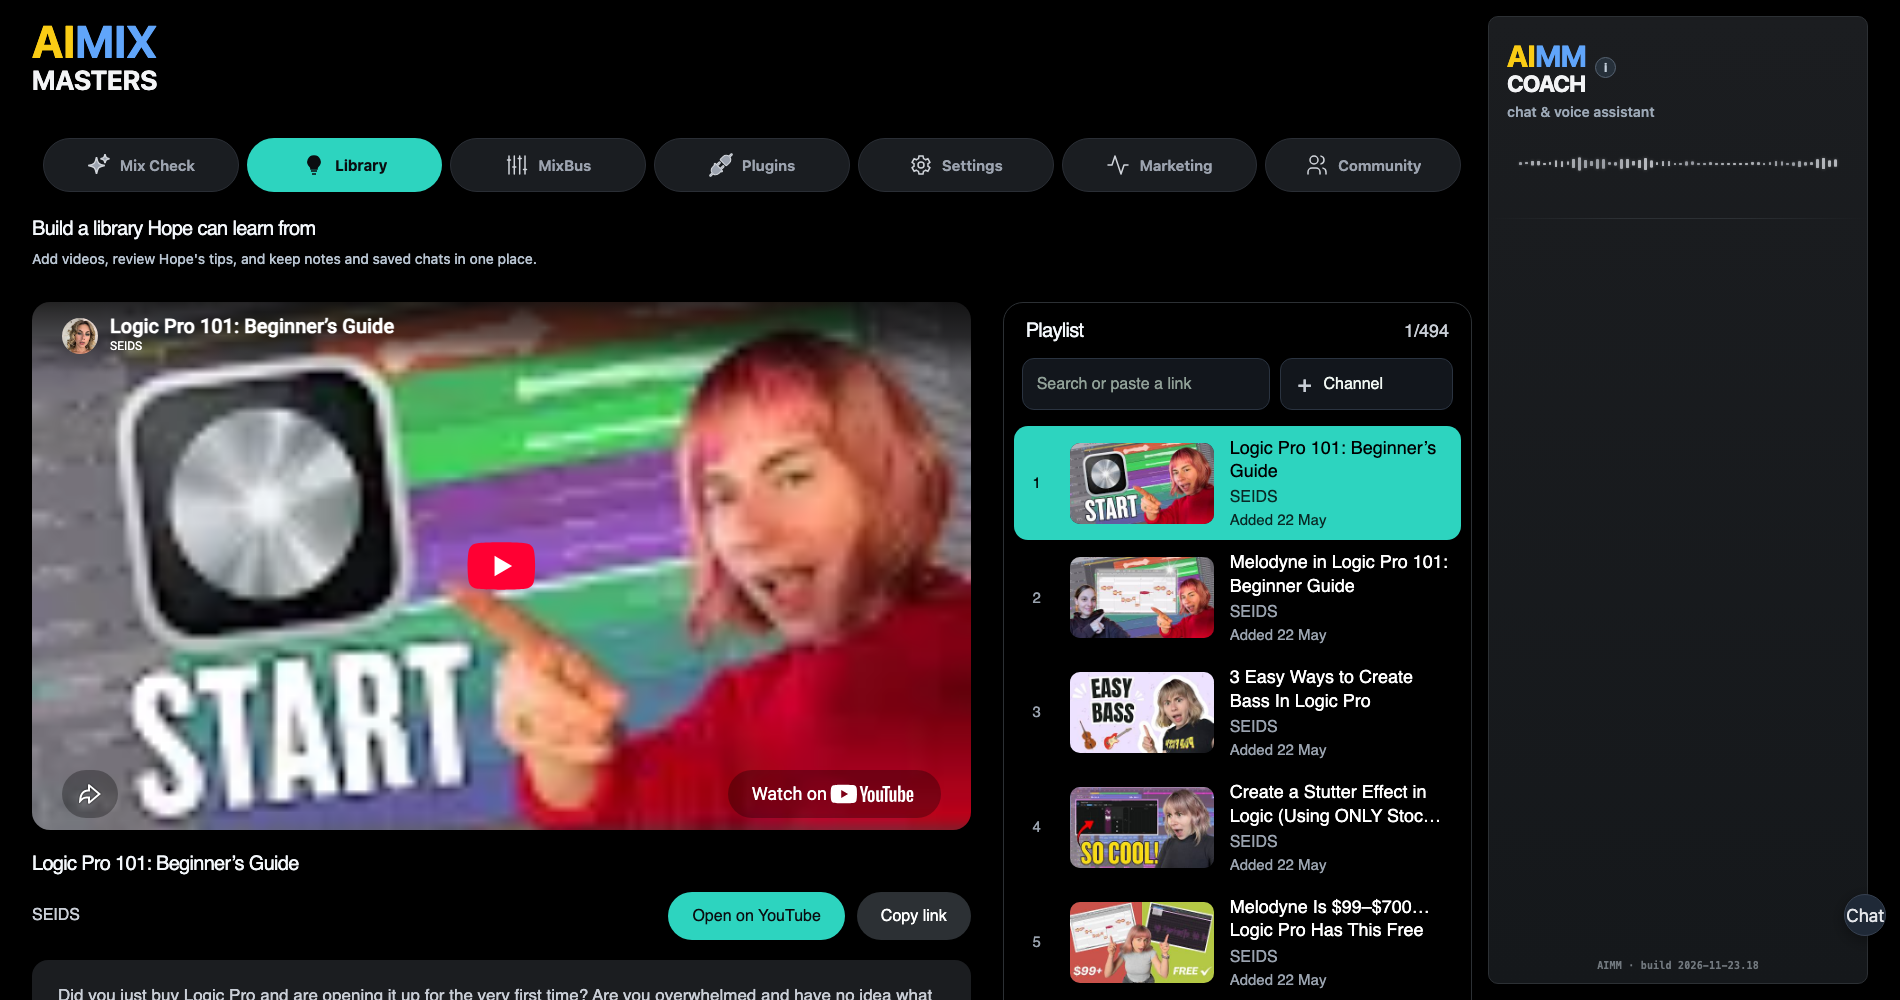 AIMIX
MASTERS
Mix Check
Library
MixBus
Plugins
Settings
Marketing
Community
Build a library Hope can learn from
Add videos, review Hope's tips, and keep notes and saved chats in one place.
Logic Pro 101: Beginner’s Guide
SEIDS
START
Watch on YouTube
Logic Pro 101: Beginner’s Guide
SEIDS
Open on YouTube
Copy link
Did you just buy Logic Pro and are opening it up for the very first time? Are you overwhelmed and have no idea what
Playlist
1/494
Search or paste a link
+ Channel
1
START
Logic Pro 101: Beginner’s
Guide
SEIDS
Added 22 May
2
Melodyne in Logic Pro 101:
Beginner Guide
SEIDS
Added 22 May
3
EASY
BASS
3 Easy Ways to Create
Bass In Logic Pro
SEIDS
Added 22 May
4
SO COOL!
Create a Stutter Effect in
Logic (Using ONLY Stoc…
SEIDS
Added 22 May
5
$99+
FREE
Melodyne Is $99–$700…
Logic Pro Has This Free
SEIDS
Added 22 May
AIMM
COACH
i
chat & voice assistant
Chat
AIMM · build 2026-11-23.18